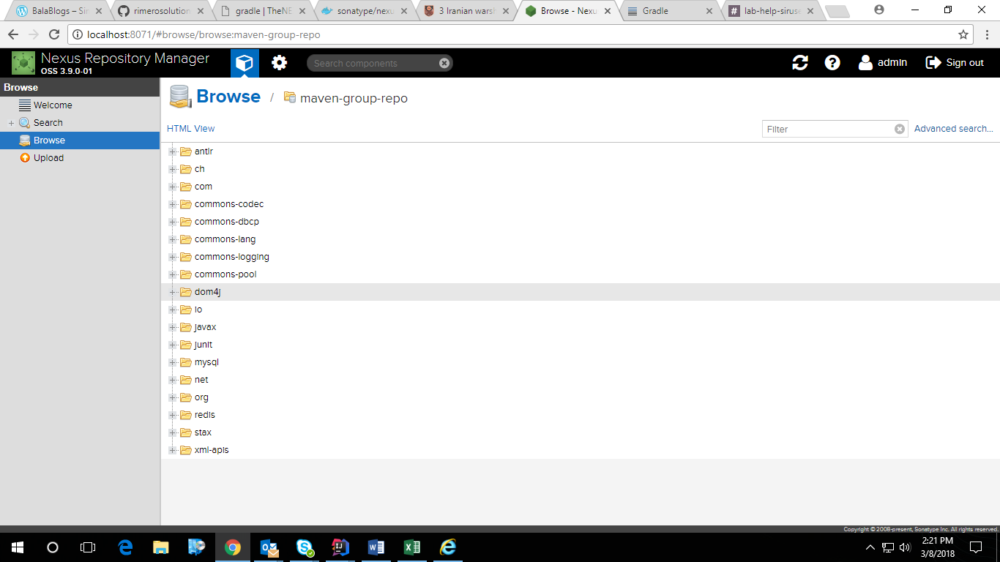 BalaBlogs – Sim
rimerosolution
gradle | TheNE
sonatype/nexu
3 Iranian warsh
Browse - Nexu
Gradle
lab-help-siruse
localhost:8071/#browse/browse:maven-group-repo
Nexus Repository Manager
OSS 3.9.0-01
Search components
admin
Sign out
Browse
Welcome
Search
Browse
Upload
Browse / maven-group-repo
HTML View
Filter
Advanced search...
antlr
ch
com
commons-codec
commons-dbcp
commons-lang
commons-logging
commons-pool
dom4j
io
javax
junit
mysql
net
org
redis
stax
xml-apis
Copyright © 2008-present, Sonatype Inc. All rights reserved.
2:21 PM
3/8/2018